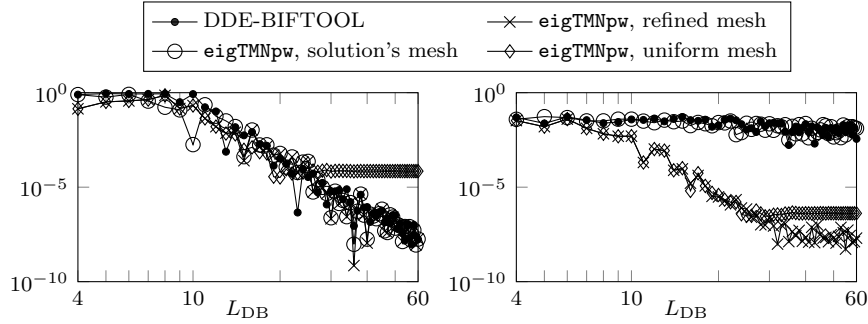 DDE-BIFTOOL
eigTMNpw, refined mesh
eigTMNpw, solution's mesh
eigTMNpw, uniform mesh
10^0
10^-5
10^-10
4
10
60
L_DB
10^0
10^-5
10^-10
4
10
60
L_DB